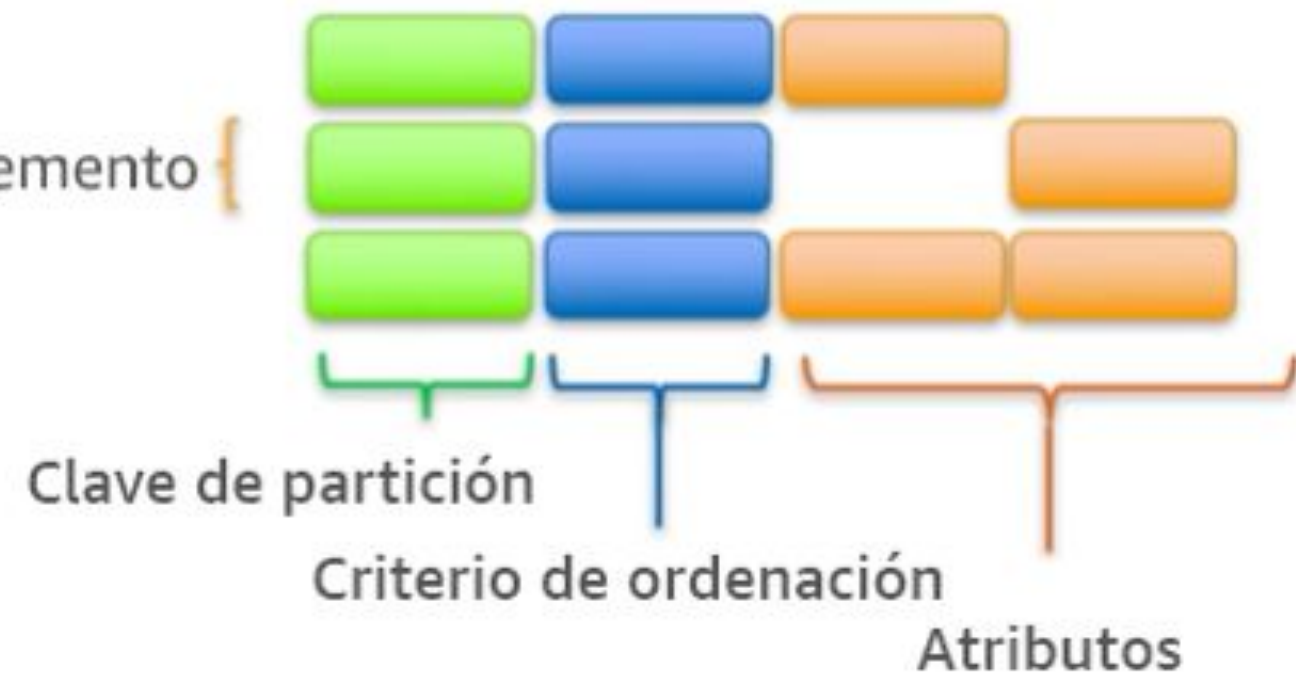 emento
Clave de partición
Criterio de ordenación
Atributos